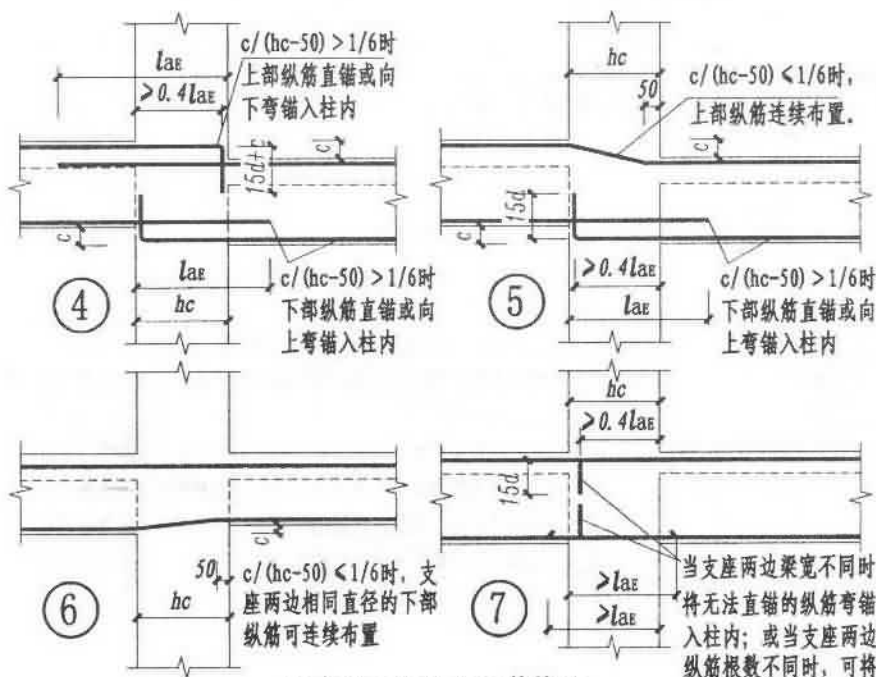 laE
≥0.4laE
c/(hc-50)>1/6时
上部纵筋直锚或向
下弯锚入柱内
c
15d+c
c
laE
hc
c/(hc-50)>1/6时
下部纵筋直锚或向
上弯锚入柱内
④
hc
50
c/(hc-50)≤1/6时,
上部纵筋连续布置.
c
15d
c
≥0.4laE
laE
c/(hc-50)>1/6时
下部纵筋直锚或向
上弯锚入柱内
⑤
c
50
hc
c/(hc-50)≤1/6时, 支
座两边相同直径的下部
纵筋可连续布置
⑥
hc
≥0.4laE
15d
≥laE
≥laE
当支座两边梁宽不同时
将无法直锚的纵筋弯锚
入柱内; 或当支座两边
纵筋根数不同时, 可将
⑦